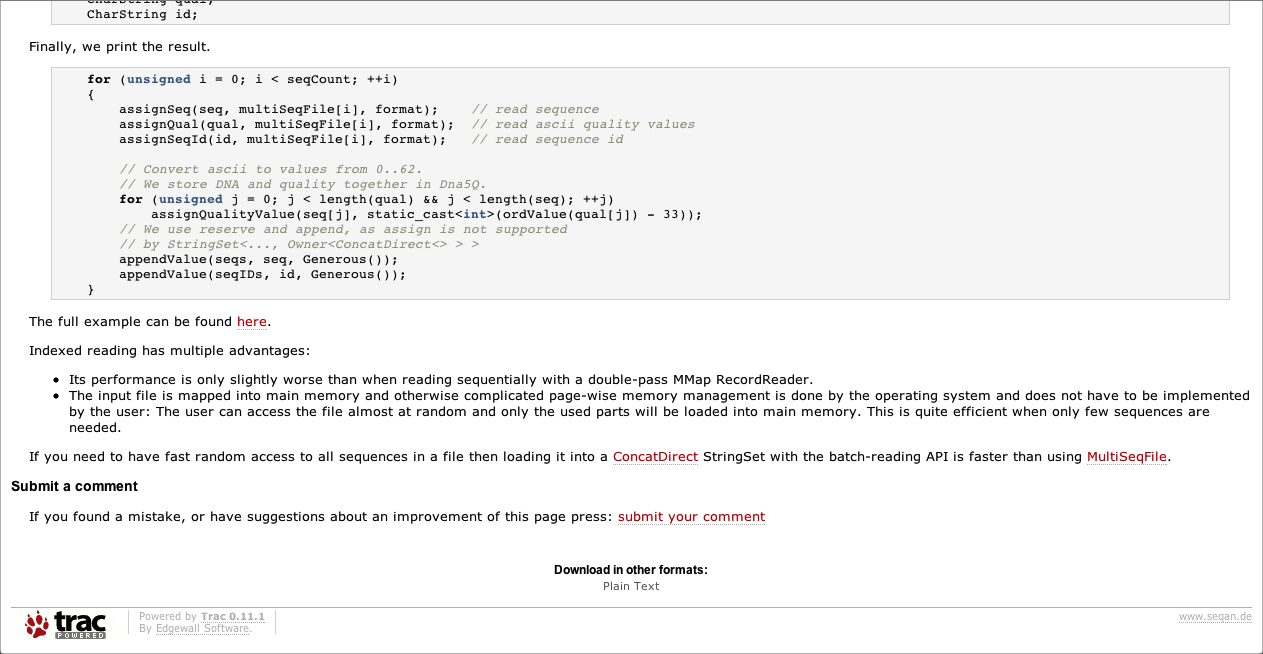 CharString qual;
CharString id;
Finally, we print the result.
for (unsigned i = 0; i < seqCount; ++i)
{
assignSeq(seq, multiSeqFile[i], format);    // read sequence
assignQual(qual, multiSeqFile[i], format);  // read ascii quality values
assignSeqId(id, multiSeqFile[i], format);   // read sequence id
// Convert ascii to values from 0..62.
// We store DNA and quality together in Dna5Q.
for (unsigned j = 0; j < length(qual) && j < length(seq); ++j)
assignQualityValue(seq[j], static_cast<int>(ordValue(qual[j]) - 33));
// We use reserve and append, as assign is not supported
// by StringSet<..., Owner<ConcatDirect<> > >
appendValue(seqs, seq, Generous());
appendValue(seqIDs, id, Generous());
}
The full example can be found here.
Indexed reading has multiple advantages:
• Its performance is only slightly worse than when reading sequentially with a double-pass MMap RecordReader.
• The input file is mapped into main memory and otherwise complicated page-wise memory management is done by the operating system and does not have to be implemented
by the user: The user can access the file almost at random and only the used parts will be loaded into main memory. This is quite efficient when only few sequences are
needed.
If you need to have fast random access to all sequences in a file then loading it into a ConcatDirect StringSet with the batch-reading API is faster than using MultiSeqFile.
Submit a comment
If you found a mistake, or have suggestions about an improvement of this page press: submit your comment
Download in other formats:
Plain Text
trac
POWERED
Powered by Trac 0.11.1
By Edgewall Software.
www.seqan.de